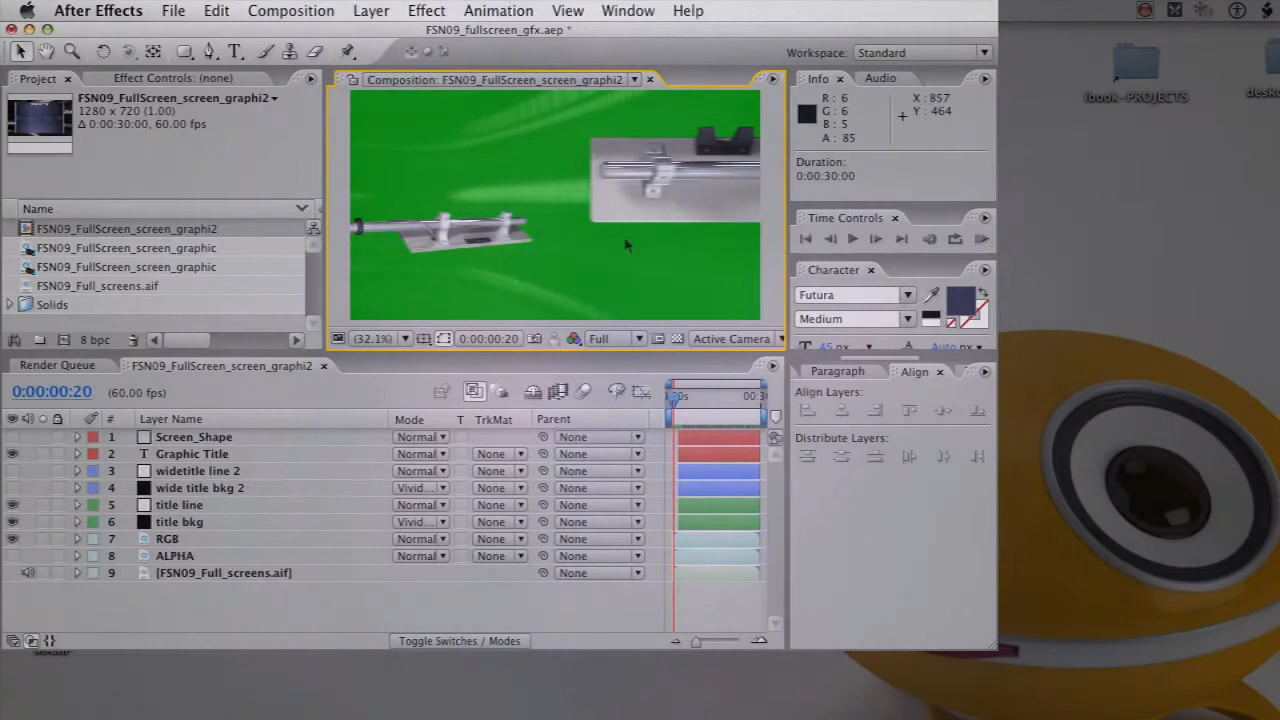 After Effects File Edit Composition Layer Effect Animation View Window Help
FSN09_fullscreen_gfx.aep *
Workspace: Standard
Project Effect Controls: (none)
Composition: FSN09_FullScreen_screen_graphi2
Info Audio
FSN09_FullScreen_screen_graphi2
1280 x 720 (1.00)
Δ 0:00:30:00, 60.00 fps
R: 6
G: 6
B: 5
A: 85
X: 857
Y: 464
Duration:
0:00:30:00
ibook-PROJECTS
Name
FSN09_FullScreen_screen_graphi2
FSN09_FullScreen_screen_graphic
FSN09_FullScreen_screen_graphic
FSN09_Full_screens.aif
Solids
8 bpc
Time Controls
Character
Futura
Medium
45 px
Auto px
(32.1%) 0:00:00:20 Full Active Camera
Render Queue FSN09_FullScreen_screen_graphi2
Paragraph Align
0:00:00:20 (60.00 fps)
Align Layers:
Distribute Layers:
# Layer Name Mode T TrkMat Parent
1 Screen_Shape Normal None
2 T Graphic Title Normal None None
3 widetitle line 2 Normal None None
4 wide title bkg 2 Vivid... None None
5 title line Normal None None
6 title bkg Vivid... None None
7 RGB Normal None None
8 ALPHA Normal None None
9 [FSN09_Full_screens.aif] None
Toggle Switches / Modes